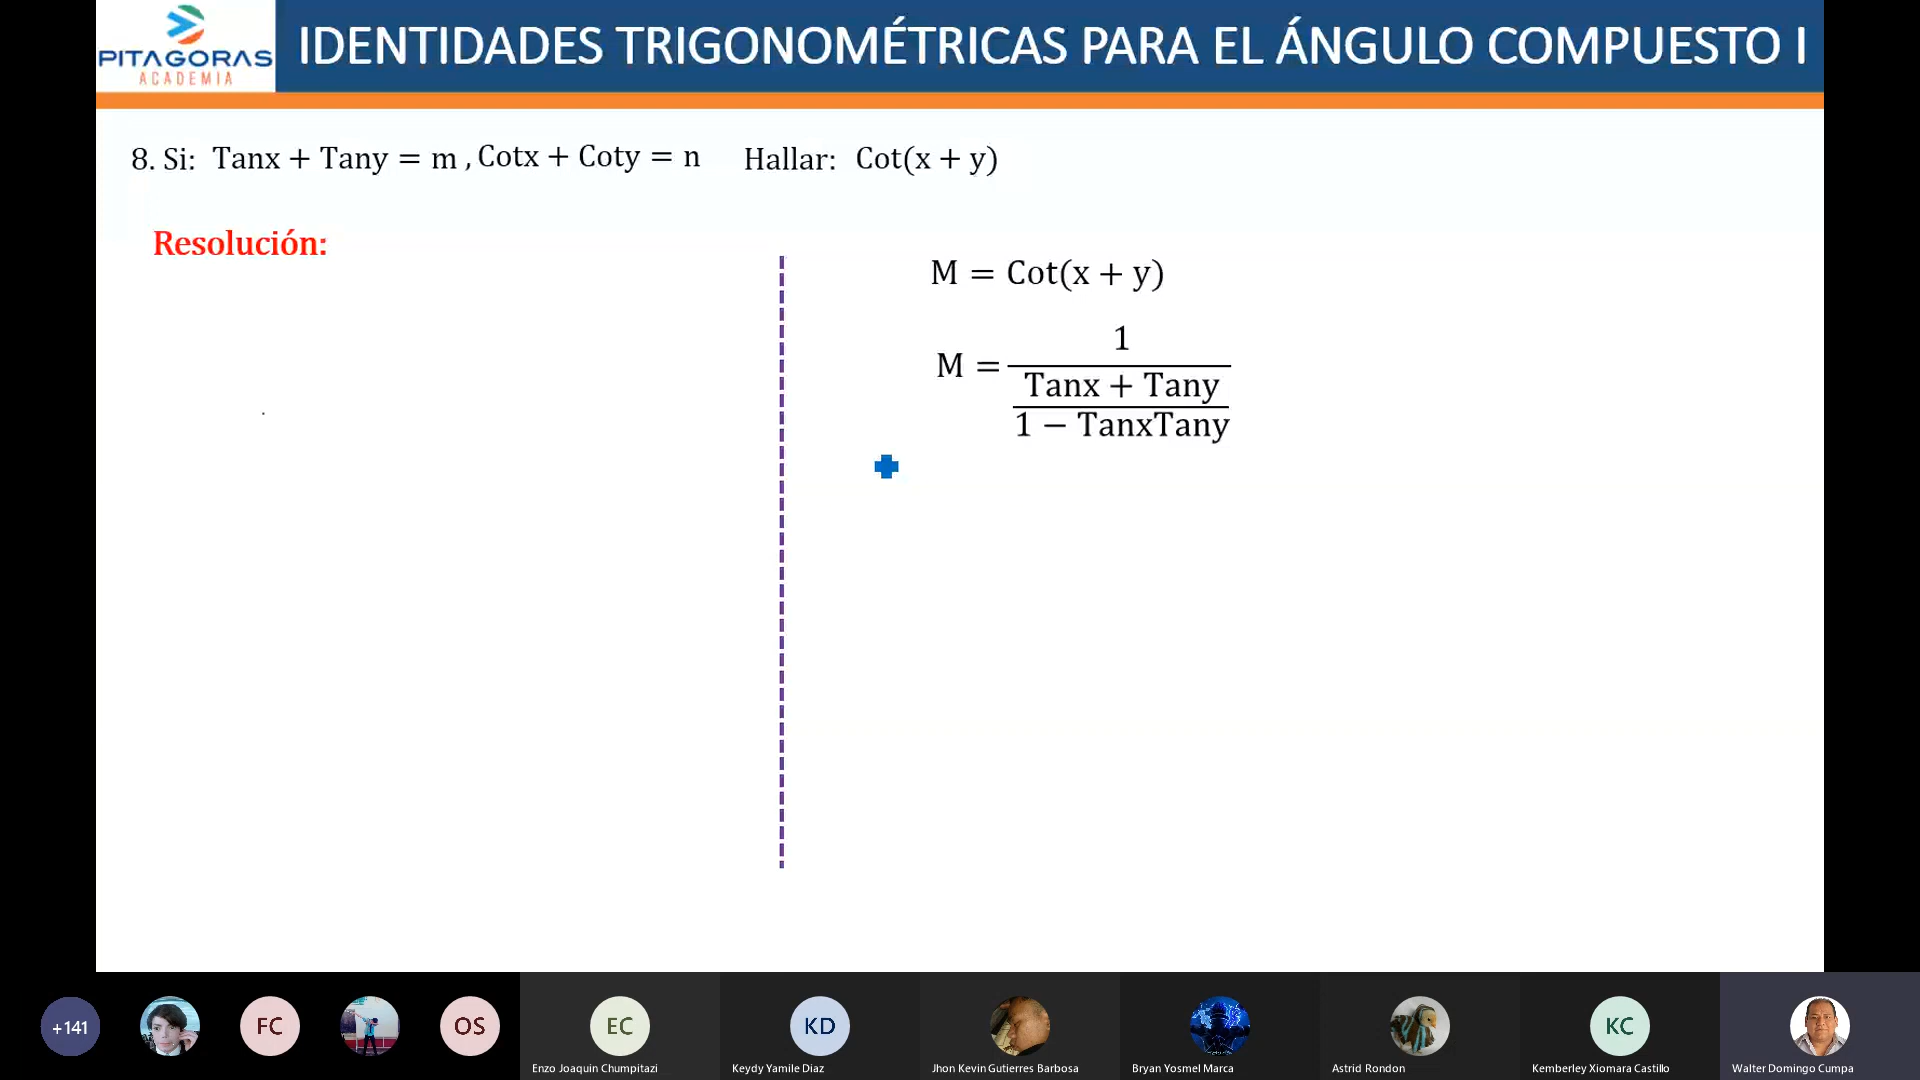 PITAGORAS
ACADEMIA
IDENTIDADES TRIGONOMÉTRICAS PARA EL ÁNGULO COMPUESTO I
8. Si: Tanx + Tany = m , Cotx + Coty = n Hallar: Cot(x + y)
Resolución:
M = Cot(x + y)
1
M =
Tanx + Tany
1 − TanxTany
+141
FC
OS
EC
KD
KC
Enzo Joaquin Chumpitazi
Keydy Yamile Diaz
Jhon Kevin Gutierres Barbosa
Bryan Yosmel Marca
Astrid Rondon
Kemberley Xiomara Castillo
Walter Domingo Cumpa